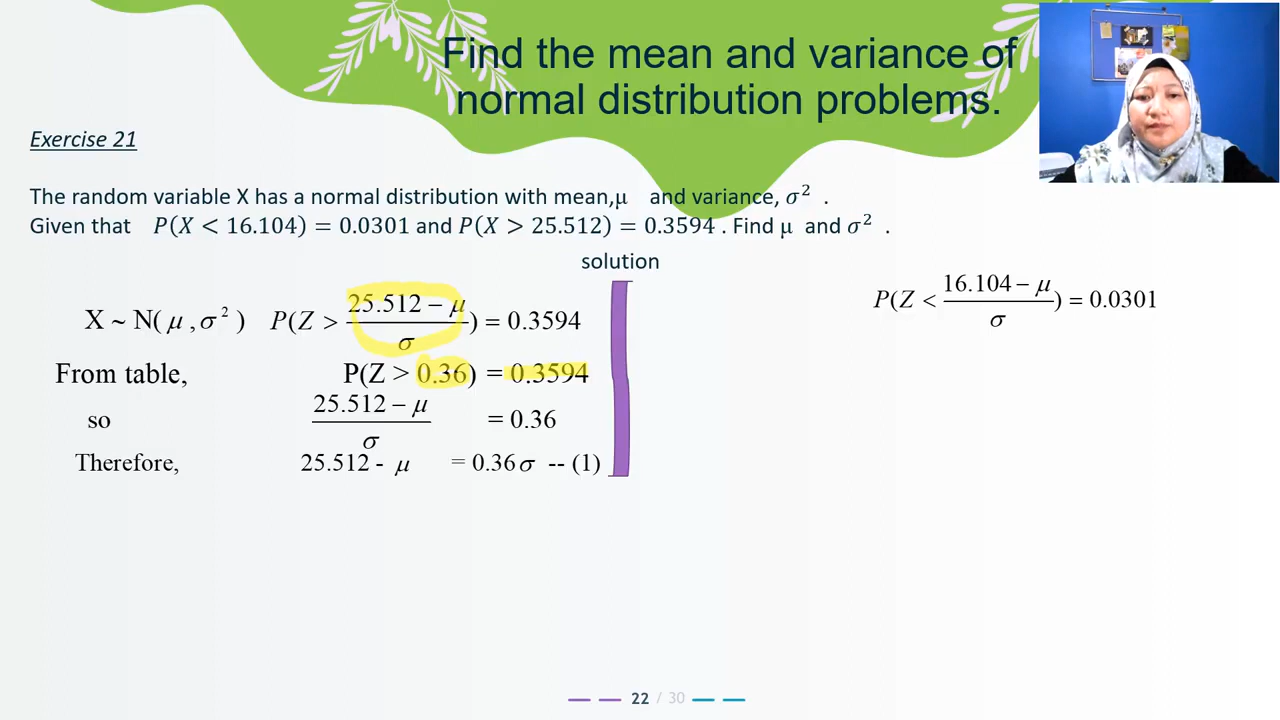 Find the mean and variance of
normal distribution problems.
Exercise 21
The random variable X has a normal distribution with mean,μ and variance, σ² .
Given that P(X < 16.104) = 0.0301 and P(X > 25.512) = 0.3594 . Find μ and σ² .
solution
X ~ N( μ , σ² ) P(Z > (25.512 − μ)/σ ) = 0.3594
P(Z < (16.104 − μ)/σ ) = 0.0301
From table, P(Z > 0.36) = 0.3594
so (25.512 − μ)/σ = 0.36
Therefore, 25.512 - μ = 0.36 σ -- (1)
22 / 30